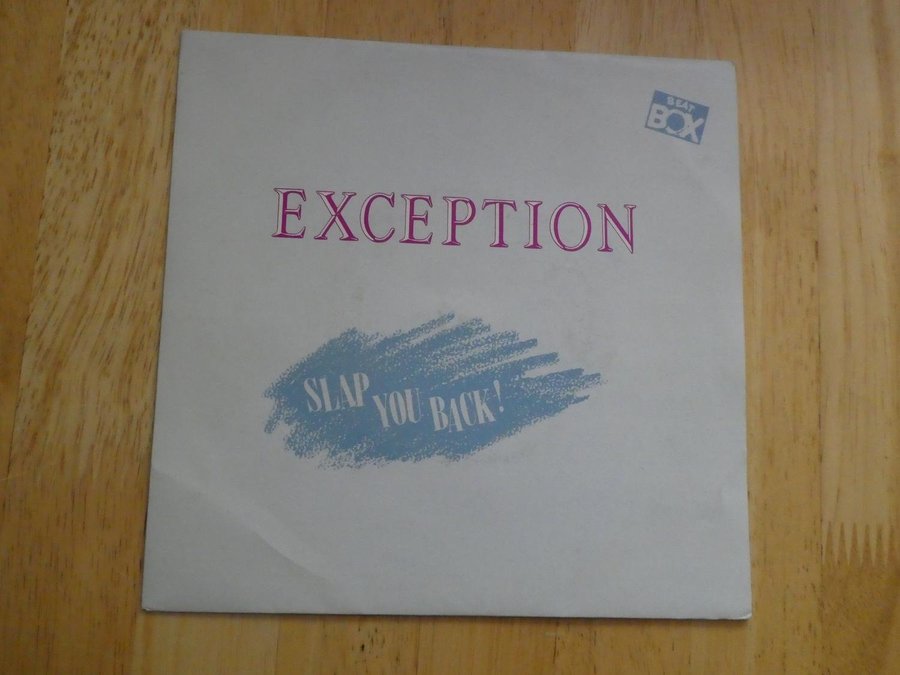 BEAT
BOX
EXCEPTION
SLAP YOU BACK!